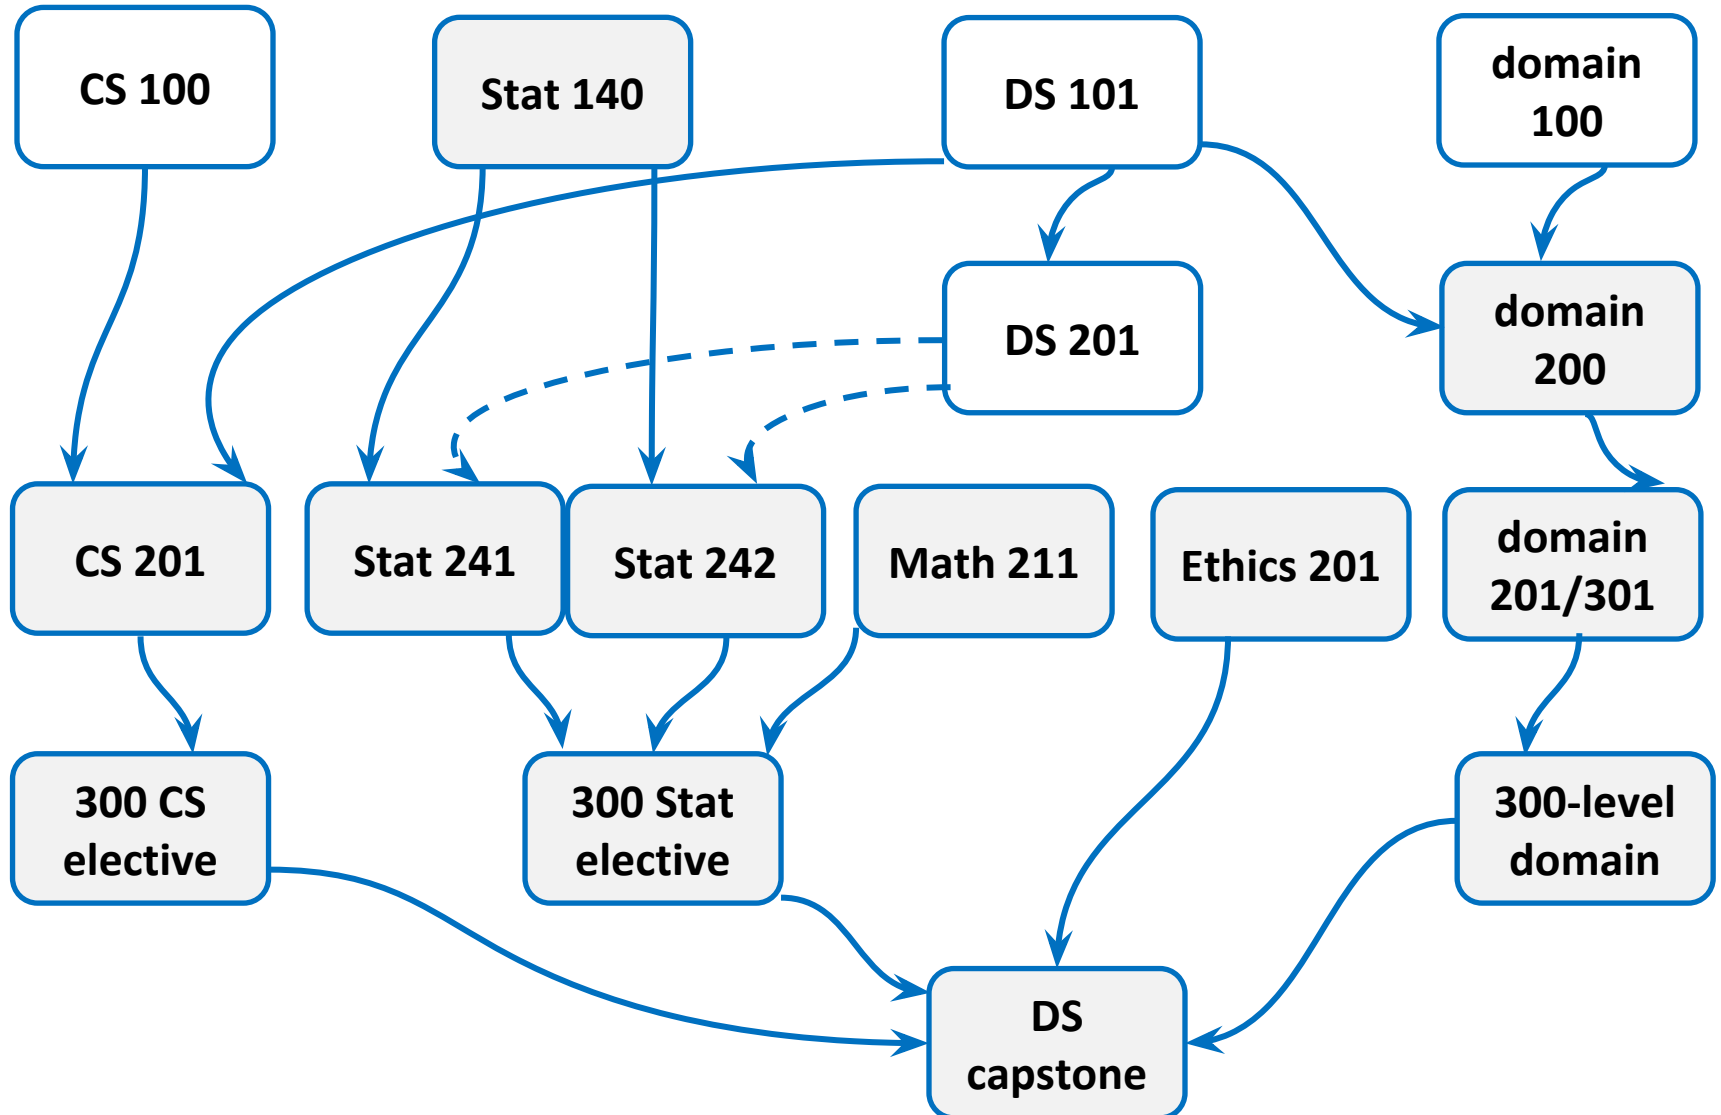 CS 100
Stat 140
DS 101
domain
100
DS 201
domain
200
CS 201
Stat 241
Stat 242
Math 211
Ethics 201
domain
201/301
300 CS
elective
300 Stat
elective
300-level
domain
DS
capstone